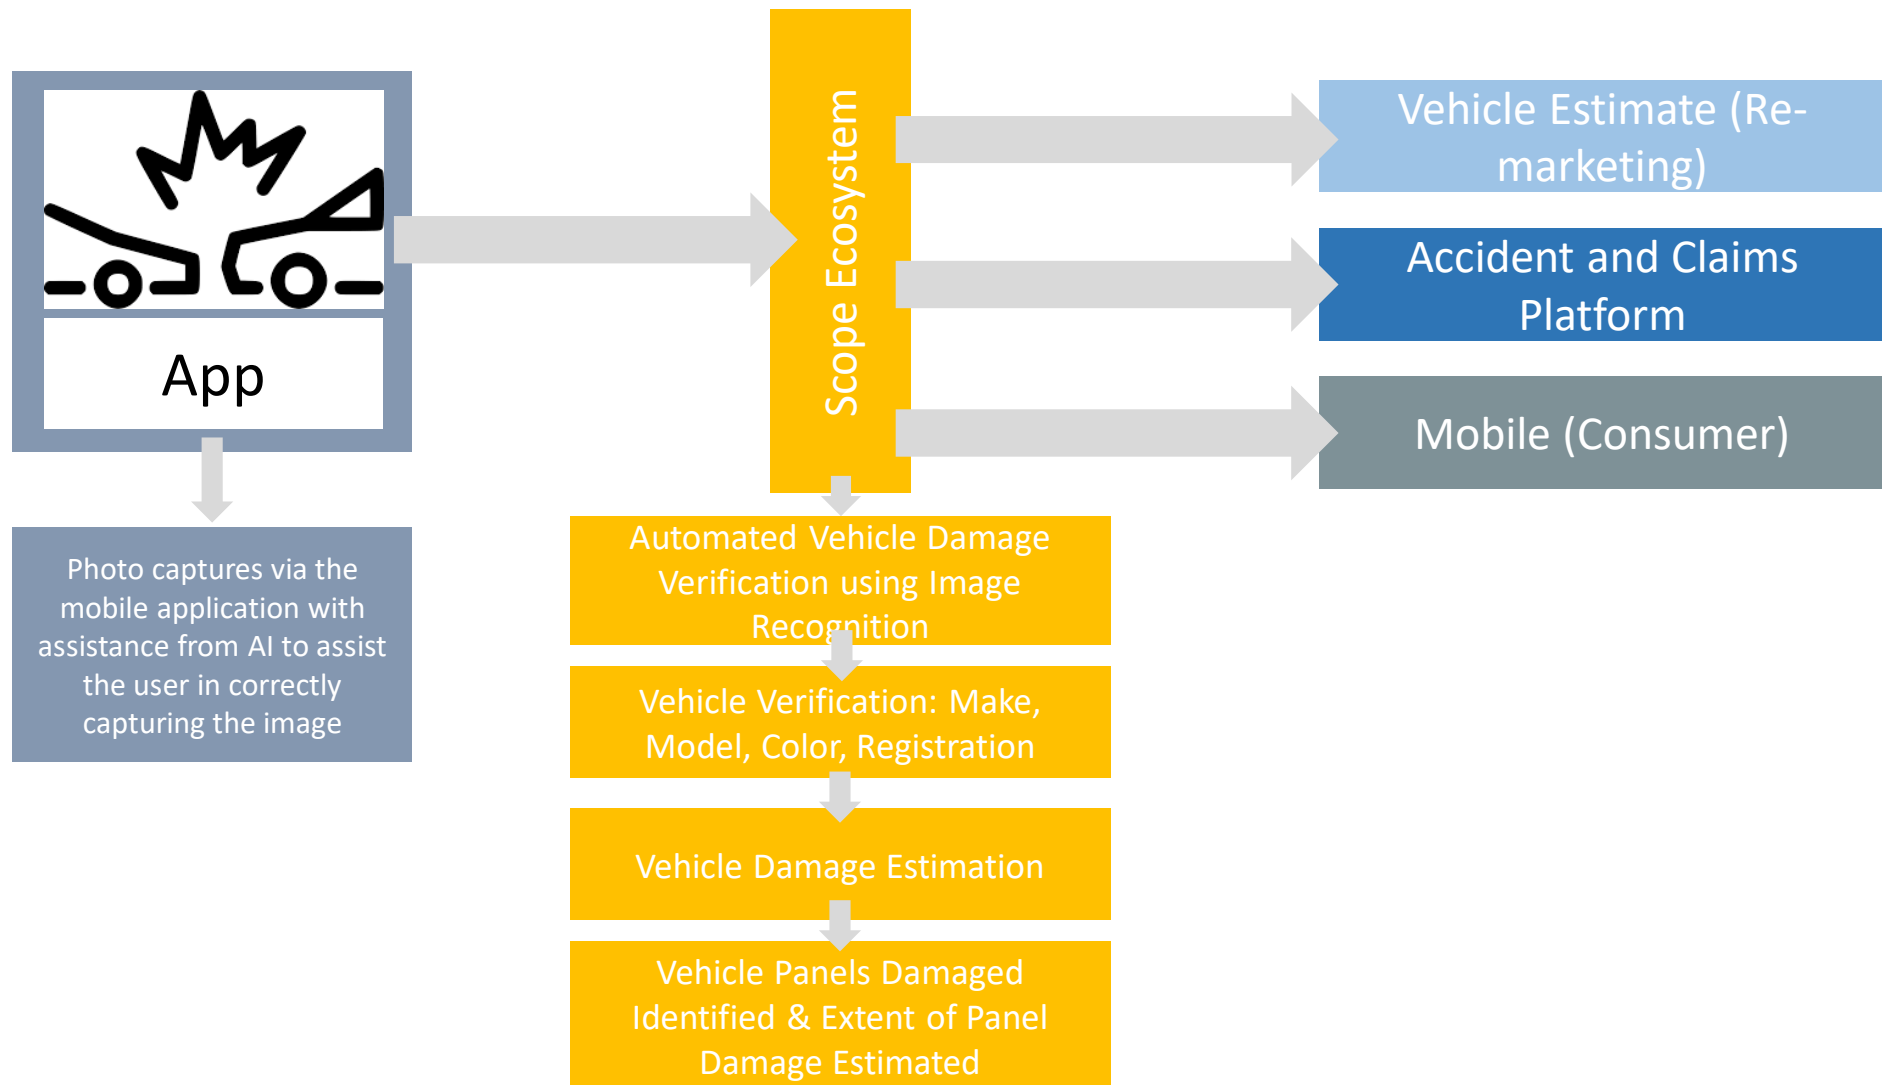 App
Photo captures via the
mobile application with
assistance from AI to assist
the user in correctly
capturing the image
Scope Ecosystem
Automated Vehicle Damage
Verification using Image
Recognition
Vehicle Verification: Make,
Model, Color, Registration
Vehicle Damage Estimation
Vehicle Panels Damaged
Identified & Extent of Panel
Damage Estimated
Vehicle Estimate (Re-
marketing)
Accident and Claims
Platform
Mobile (Consumer)